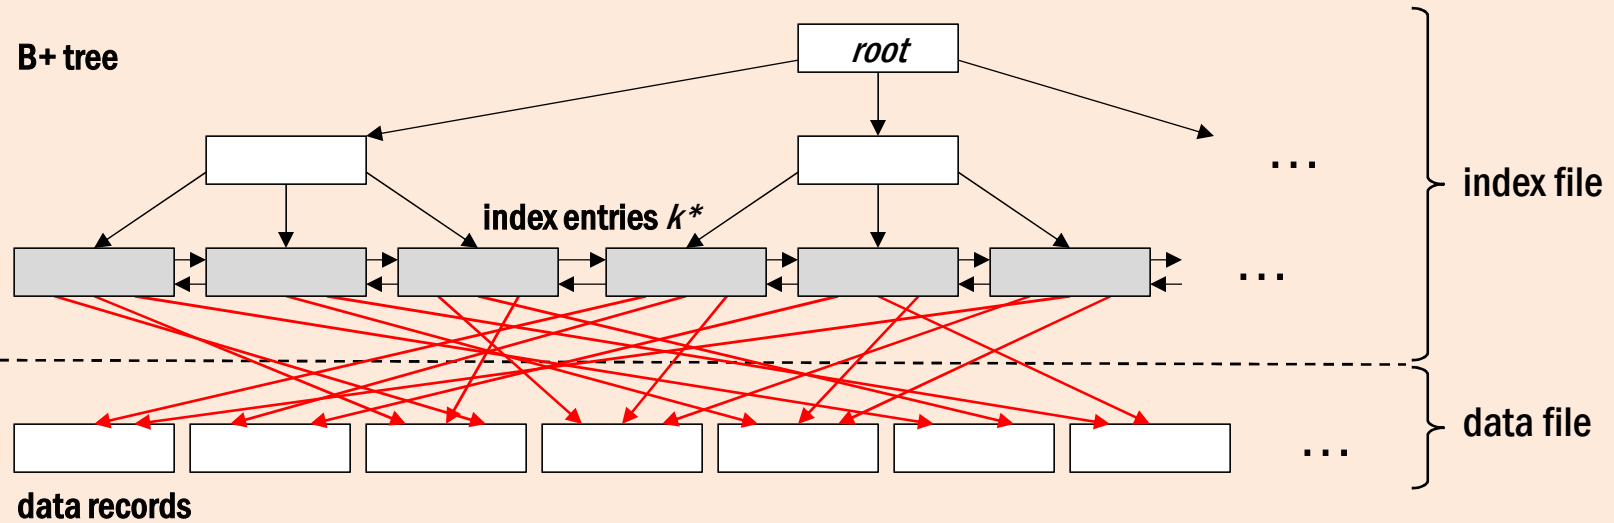 B+ tree
root
...
index file
index entries k*
...
data file
...
data records